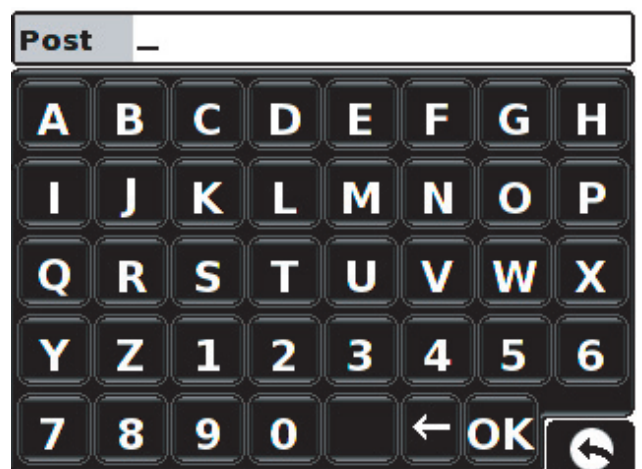 Post _
A B C D E F G H
I J K L M N O P
Q R S T U V W X
Y Z 1 2 3 4 5 6
7 8 9 0 ← OK